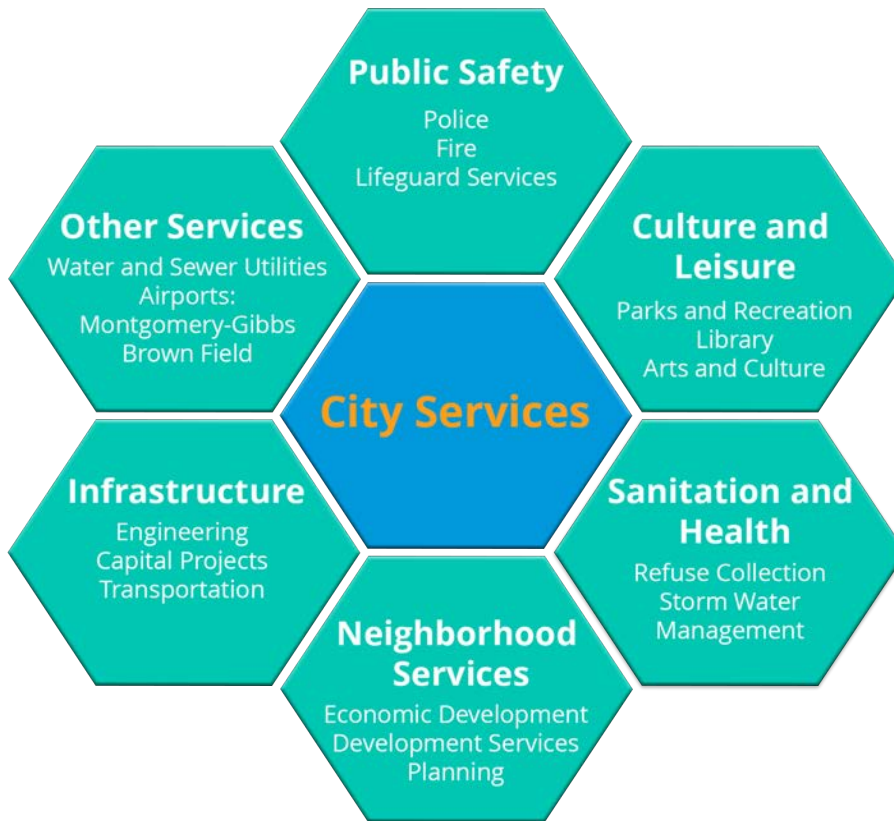 Public Safety
Police
Fire
Lifeguard Services
Other Services
Water and Sewer Utilities
Airports:
Montgomery-Gibbs
Brown Field
Culture and
Leisure
Parks and Recreation
Library
Arts and Culture
City Services
Infrastructure
Engineering
Capital Projects
Transportation
Sanitation and
Health
Refuse Collection
Storm Water
Management
Neighborhood
Services
Economic Development
Development Services
Planning